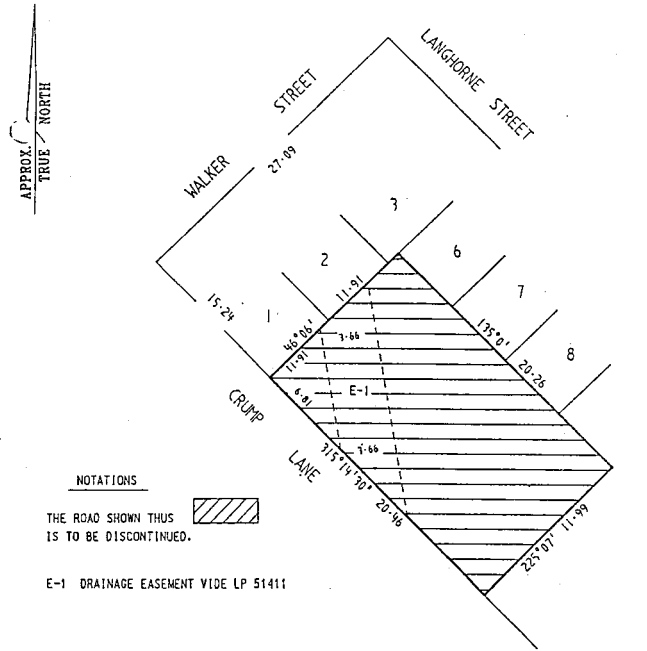 APPROX.
TRUE NORTH
LANGHORNE STREET
WALKER STREET
27·09
3
2
6
1
7
8
15·24
11·91
46°06'
11·91
3·66
135°0'
20·26
6·81
E-1
CRUMP LANE
3·66
315°14'30"
20·46
225°07'
11·99
NOTATIONS
THE ROAD SHOWN THUS
IS TO BE DISCONTINUED.
E-1 DRAINAGE EASEMENT VIDE LP 51411